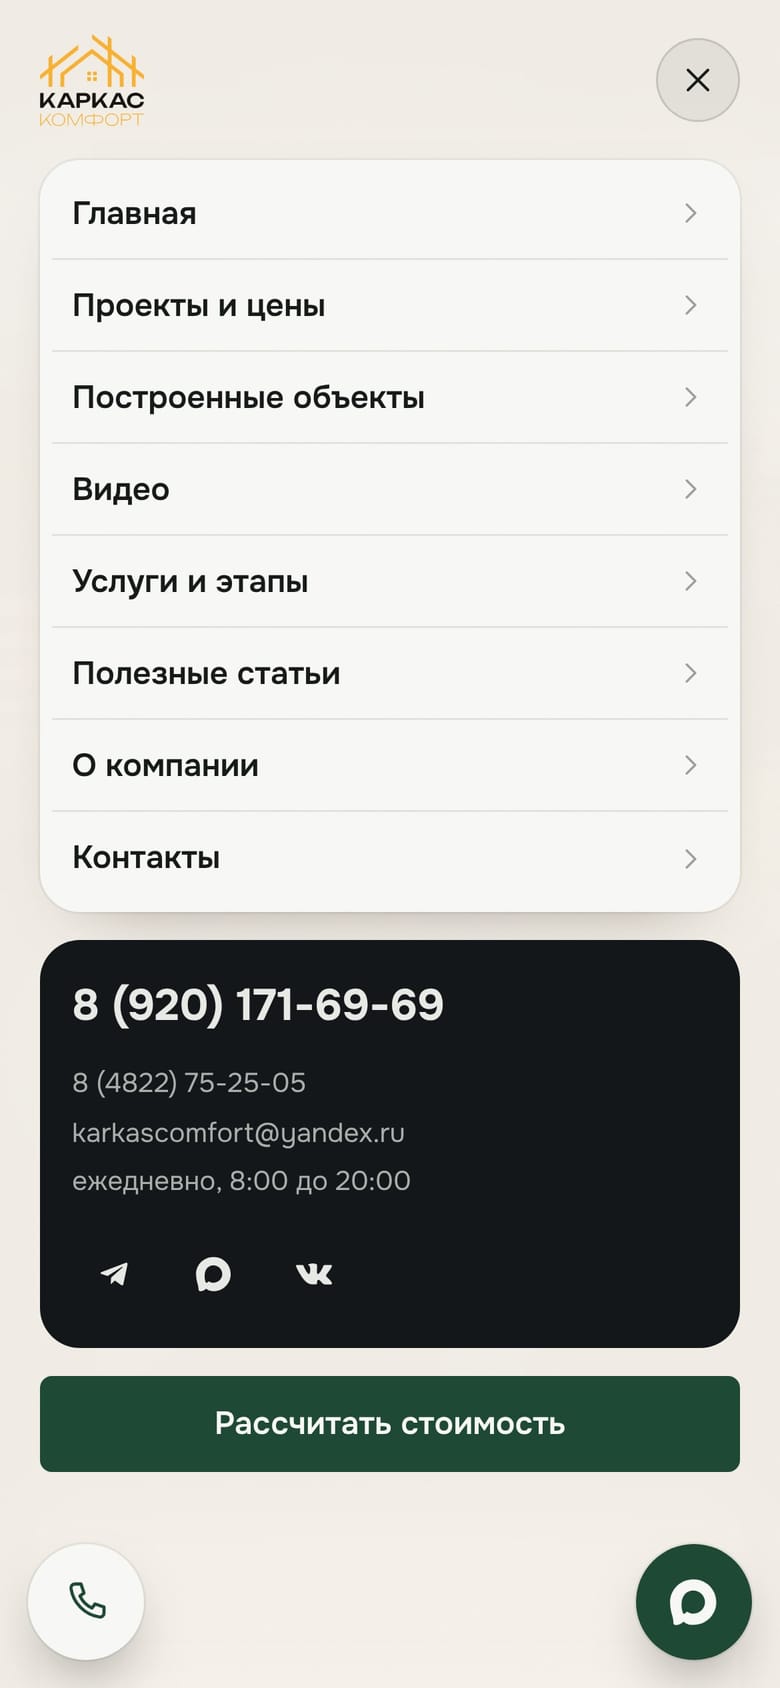 КАРКАС
КОМФОРТ
Главная
Проекты и цены
Построенные объекты
Видео
Услуги и этапы
Полезные статьи
О компании
Контакты
8 (920) 171-69-69
8 (4822) 75-25-05
karkascomfort@yandex.ru
ежедневно, 8:00 до 20:00
Рассчитать стоимость